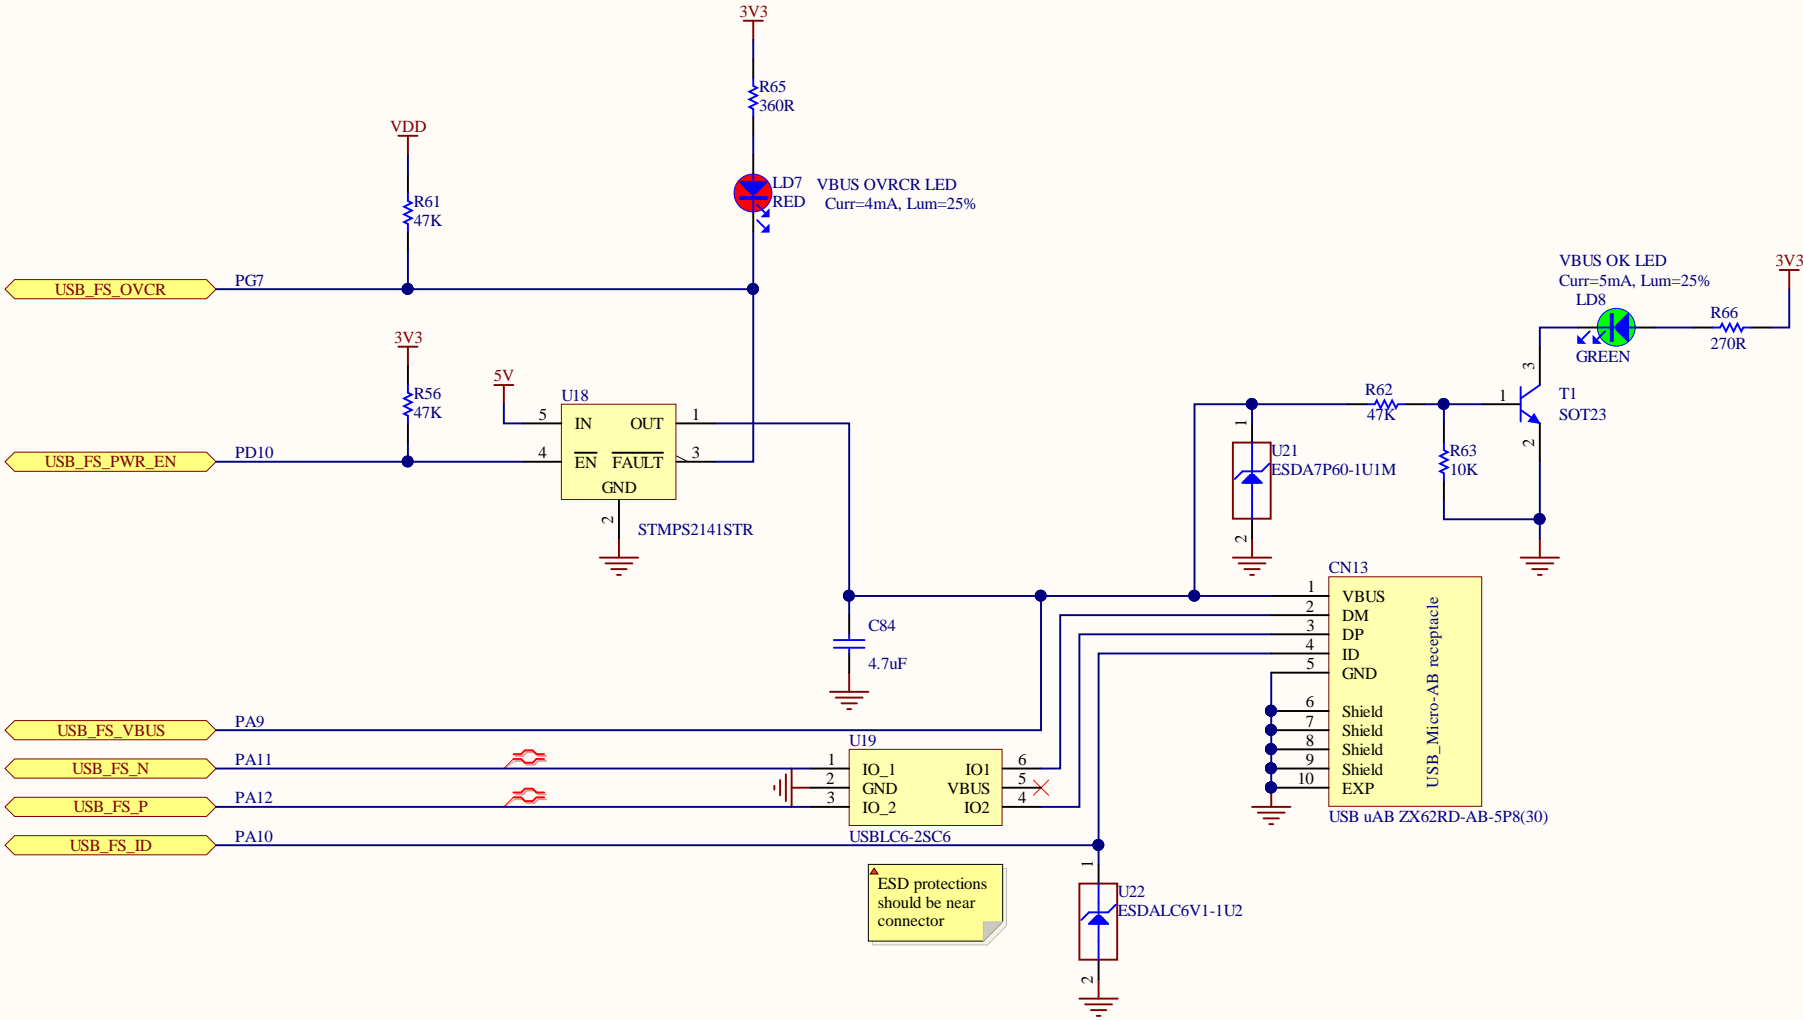 3V3
R65
360R
VDD
LD7
RED
VBUS OVRCR LED
Curr=4mA, Lum=25%
R61
47K
USB_FS_OVCR
PG7
VBUS OK LED
Curr=5mA, Lum=25%
3V3
LD8
GREEN
R66
270R
3V3
R56
47K
5V
U18
5
IN
OUT
1
4
EN
FAULT
3
GND
2
STMPS2141STR
USB_FS_PWR_EN
PD10
R62
47K
1
3
2
T1
SOT23
1
U21
ESDA7P60-1U1M
2
R63
10K
CN13
1
VBUS
2
DM
3
DP
4
ID
5
GND
6
Shield
7
Shield
8
Shield
9
Shield
10
EXP
USB_Micro-AB receptacle
USB uAB ZX62RD-AB-5P8(30)
C84
4.7uF
USB_FS_VBUS
PA9
USB_FS_N
PA11
USB_FS_P
PA12
USB_FS_ID
PA10
U19
1
IO_1
IO1
6
2
GND
VBUS
5
3
IO_2
IO2
4
USBLC6-2SC6
ESD protections
should be near
connector
1
U22
ESDALC6V1-1U2
2